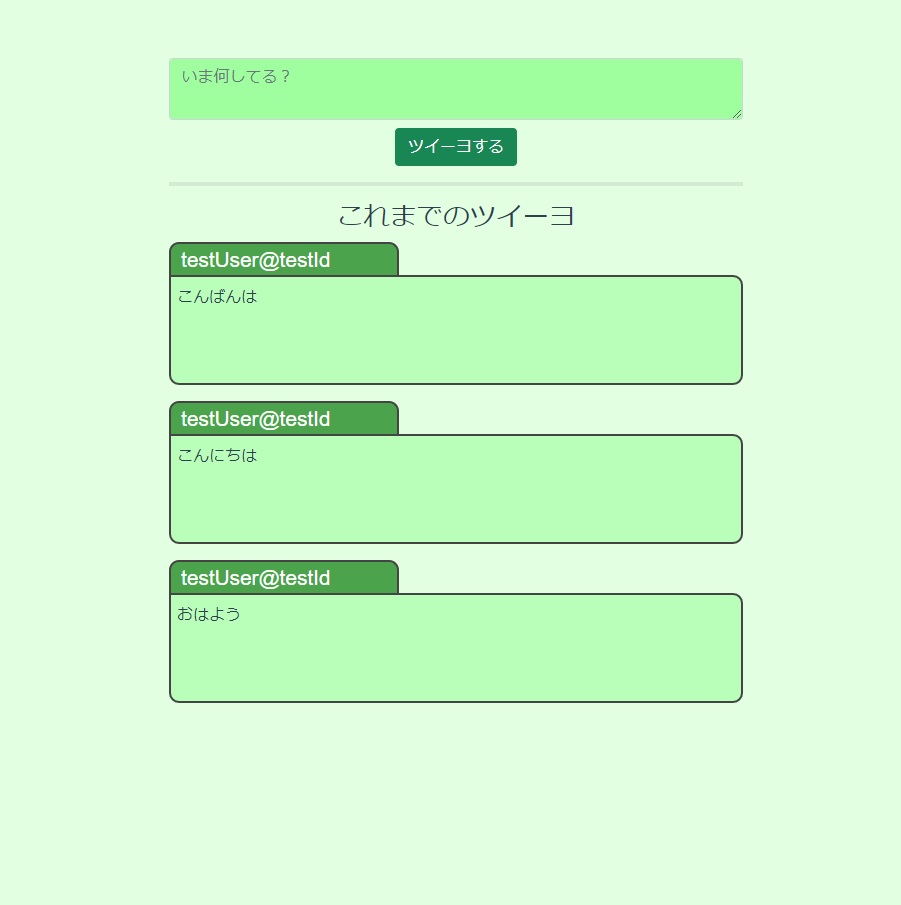 いま何してる？
ツイーヨする
これまでのツイーヨ
testUser@testId
こんばんは
testUser@testId
こんにちは
testUser@testId
おはよう